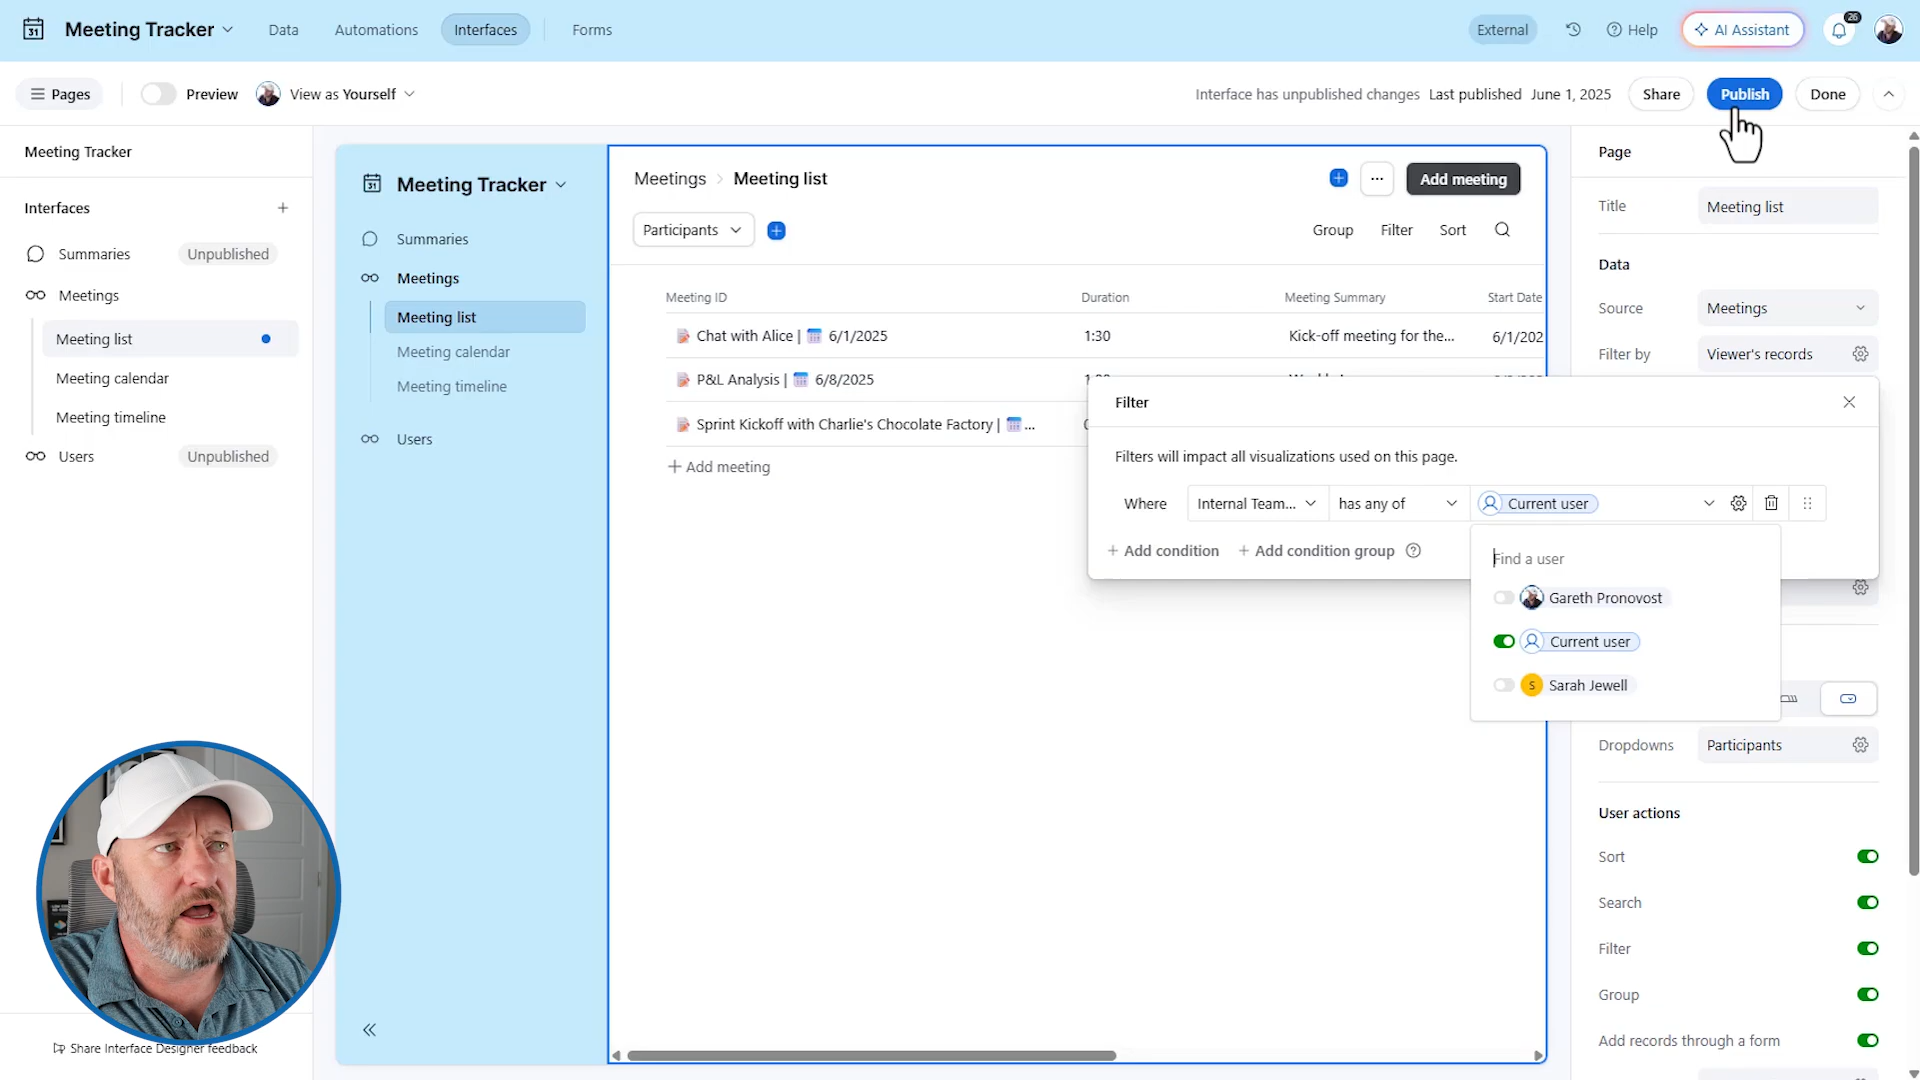 31 Meeting Tracker Data Automations Interfaces Forms External Help AI Assistant 26
Pages Preview View as Yourself Interface has unpublished changes Last published June 1, 2025 Share Publish Done
Meeting Tracker
Interfaces
Summaries Unpublished
Meetings
Meeting list
Meeting calendar
Meeting timeline
Users Unpublished
Share Interface Designer feedback
31 Meeting Tracker
Summaries
Meetings
Meeting list
Meeting calendar
Meeting timeline
Users
Meetings Meeting list Add meeting
Participants Group Filter Sort
Meeting ID Duration Meeting Summary Start Date
Chat with Alice | 6/1/2025 1:30 Kick-off meeting for the... 6/1/202
P&L Analysis | 6/8/2025
Sprint Kickoff with Charlie's Chocolate Factory | ...
Add meeting
Filter
Filters will impact all visualizations used on this page.
Where Internal Team... has any of Current user
Add condition Add condition group
Find a user
Gareth Pronovost
Current user
S Sarah Jewell
Page
Title Meeting list
Data
Source Meetings
Filter by Viewer's records
Dropdowns Participants
User actions
Sort
Search
Filter
Group
Add records through a form